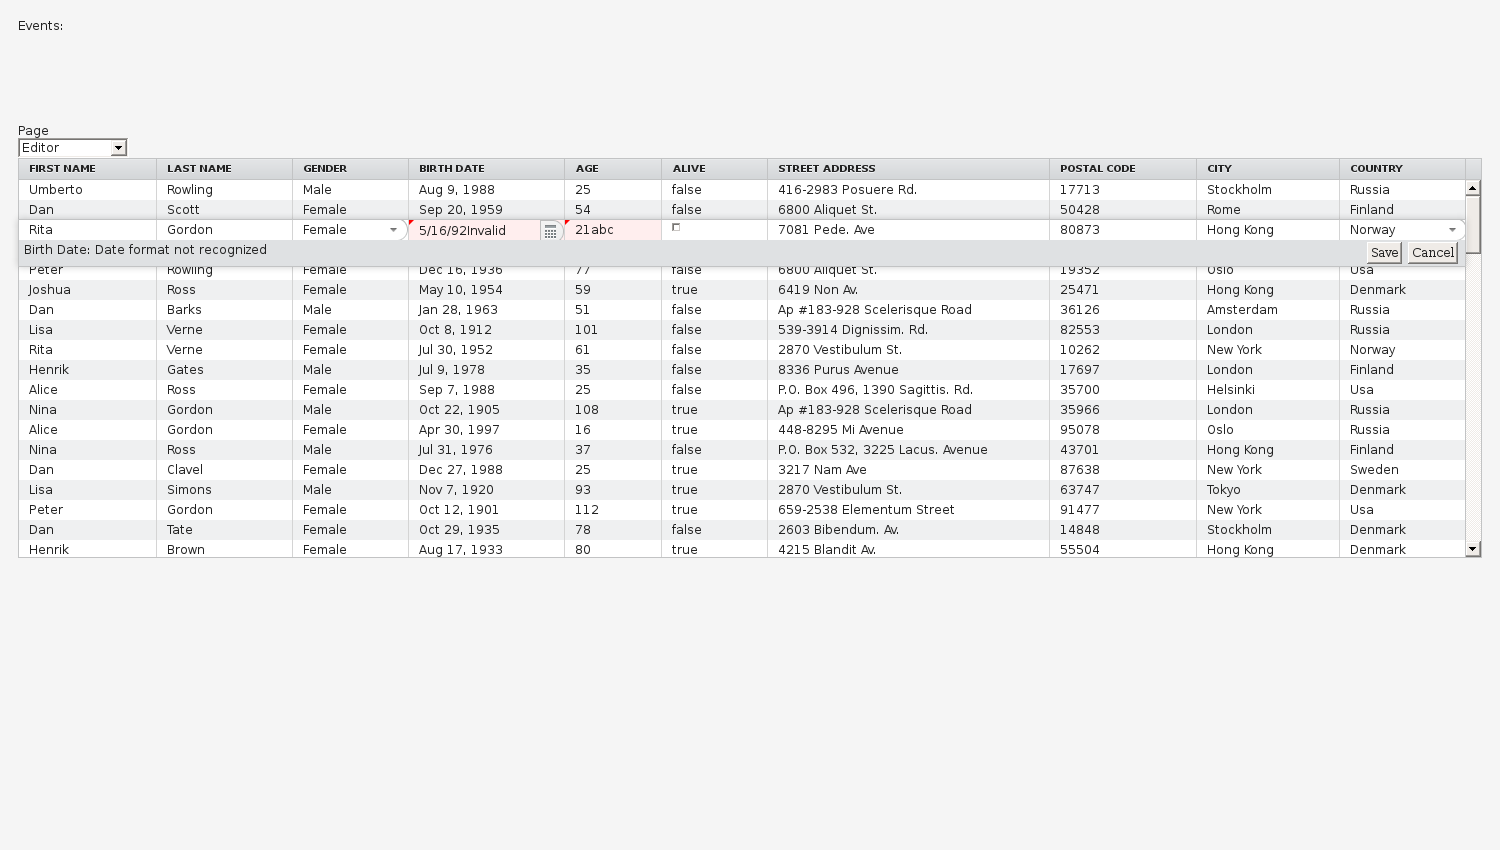 Events:
Page
Editor
FIRST NAME LAST NAME GENDER BIRTH DATE AGE ALIVE STREET ADDRESS POSTAL CODE CITY COUNTRY
Umberto Rowling Male Aug 9, 1988 25 false 416-2983 Posuere Rd. 17713 Stockholm Russia
Dan Scott Female Sep 20, 1959 54 false 6800 Aliquet St. 50428 Rome Finland
Rita Gordon Female 5/16/92Invalid 21abc 7081 Pede. Ave 80873 Hong Kong Norway
Birth Date: Date format not recognized Save Cancel
Peter Rowling Female Dec 16, 1936 77 false 6800 Aliquet St. 19352 Oslo Usa
Joshua Ross Female May 10, 1954 59 true 6419 Non Av. 25471 Hong Kong Denmark
Dan Barks Male Jan 28, 1963 51 false Ap #183-928 Scelerisque Road 36126 Amsterdam Russia
Lisa Verne Female Oct 8, 1912 101 false 539-3914 Dignissim. Rd. 82553 London Russia
Rita Verne Female Jul 30, 1952 61 false 2870 Vestibulum St. 10262 New York Norway
Henrik Gates Male Jul 9, 1978 35 false 8336 Purus Avenue 17697 London Finland
Alice Ross Female Sep 7, 1988 25 false P.O. Box 496, 1390 Sagittis. Rd. 35700 Helsinki Usa
Nina Gordon Male Oct 22, 1905 108 true Ap #183-928 Scelerisque Road 35966 London Russia
Alice Gordon Female Apr 30, 1997 16 true 448-8295 Mi Avenue 95078 Oslo Russia
Nina Ross Male Jul 31, 1976 37 false P.O. Box 532, 3225 Lacus. Avenue 43701 Hong Kong Finland
Dan Clavel Female Dec 27, 1988 25 true 3217 Nam Ave 87638 New York Sweden
Lisa Simons Male Nov 7, 1920 93 true 2870 Vestibulum St. 63747 Tokyo Denmark
Peter Gordon Female Oct 12, 1901 112 true 659-2538 Elementum Street 91477 New York Usa
Dan Tate Female Oct 29, 1935 78 false 2603 Bibendum. Av. 14848 Stockholm Denmark
Henrik Brown Female Aug 17, 1933 80 true 4215 Blandit Av. 55504 Hong Kong Denmark